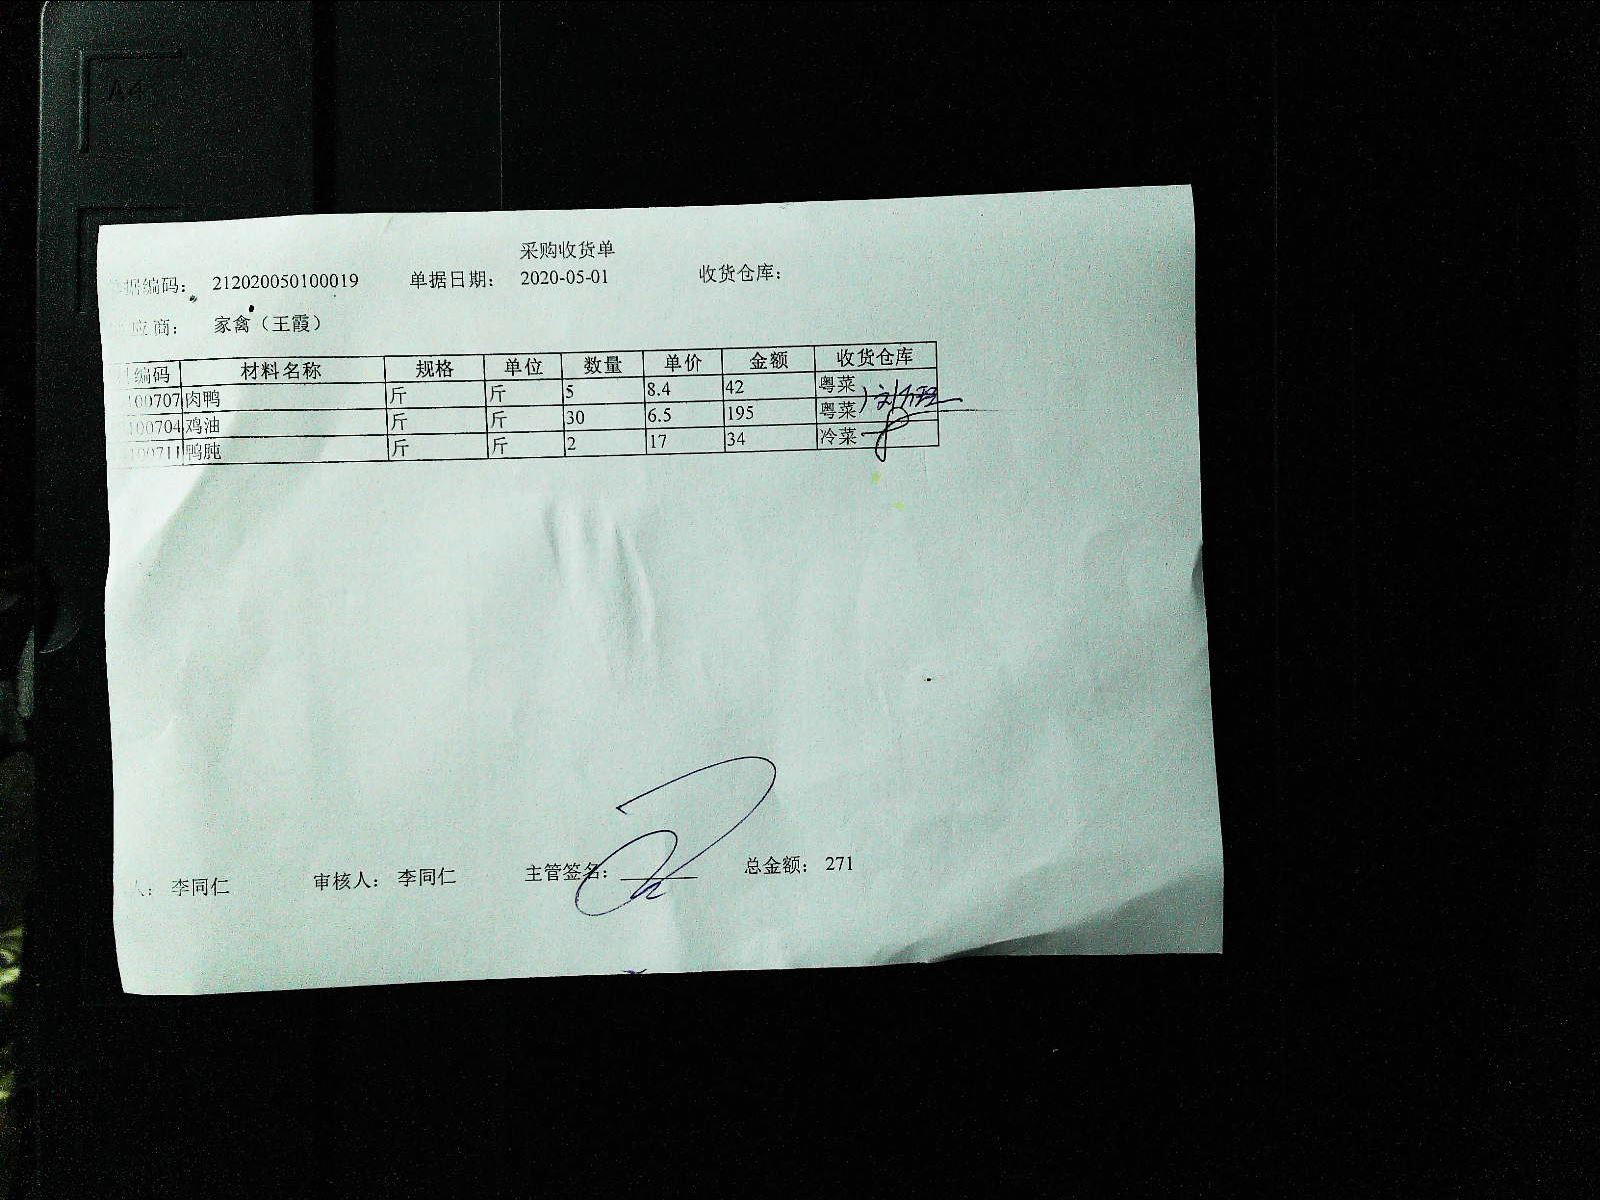 A4
采购收货单
据编码： 212020050100019 单据日期： 2020-05-01 收货仓库：
应商： 家禽（王霞）
编码 材料名称 规格 单位 数量 单价 金额 收货仓库
100707 肉鸭 斤 斤 5 8.4 42 粤菜
100704 鸡油 斤 斤 30 6.5 195 粤菜
100711 鸭肫 斤 斤 2 17 34 冷菜
人： 李同仁 审核人： 李同仁 主管签名： 总金额： 271